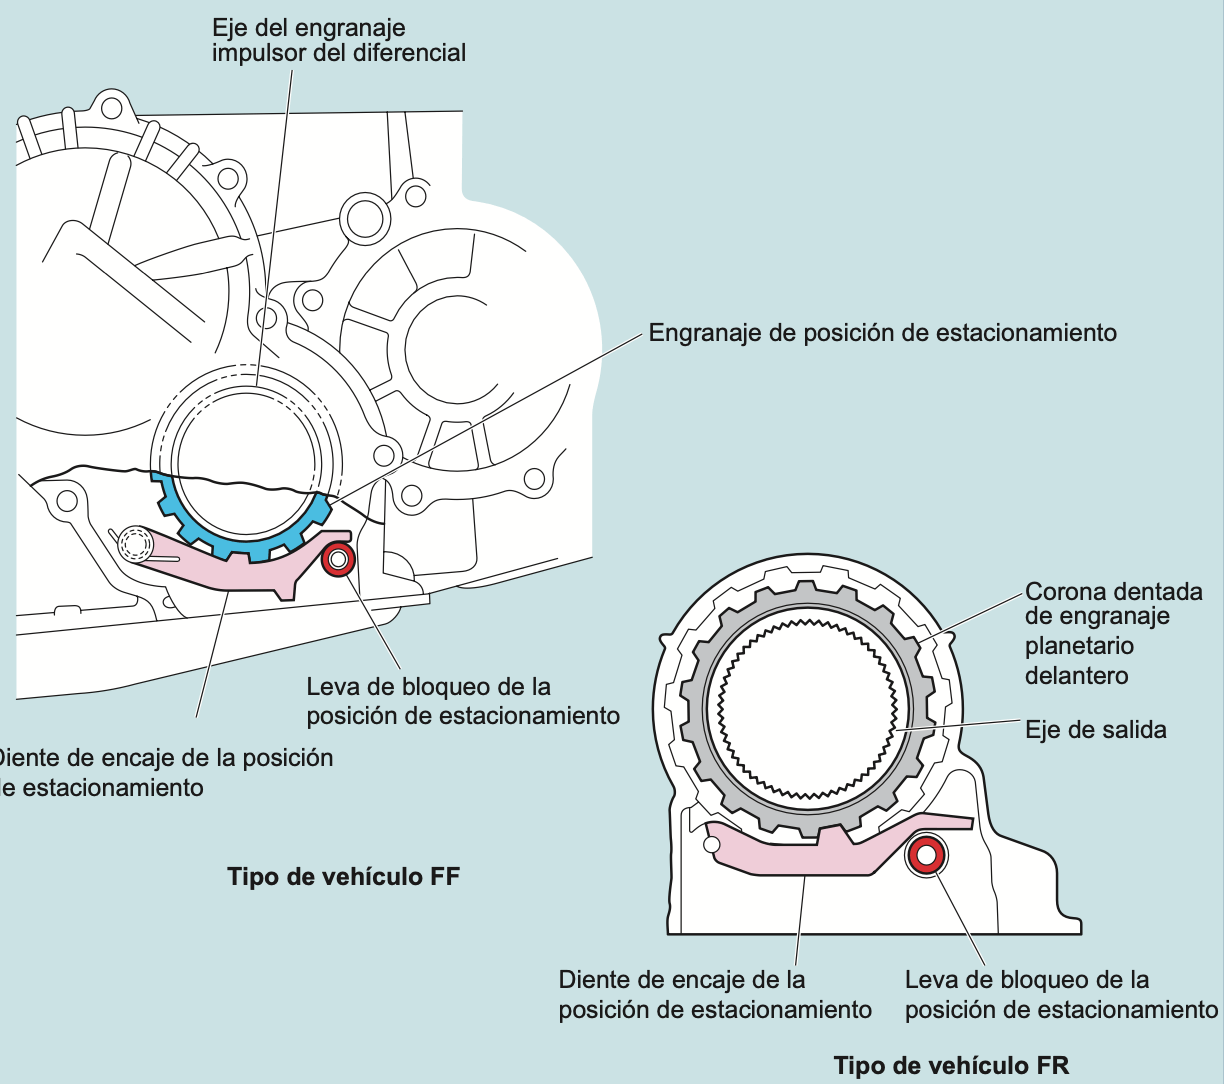 Eje del engranaje
impulsor del diferencial
Engranaje de posición de estacionamiento
Leva de bloqueo de la
posición de estacionamiento
Diente de encaje de la posición
de estacionamiento
Tipo de vehículo FF
Corona dentada
de engranaje
planetario
delantero
Eje de salida
Diente de encaje de la
posición de estacionamiento
Leva de bloqueo de la
posición de estacionamiento
Tipo de vehículo FR